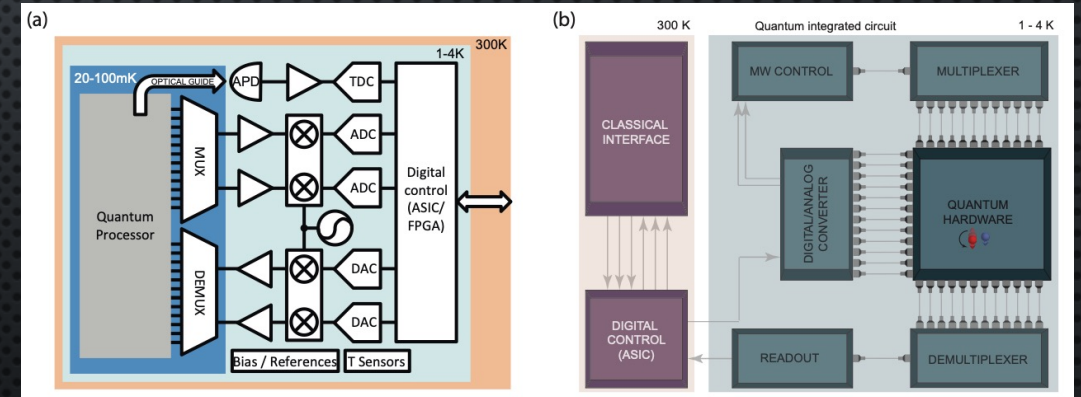 (a)
300K
1-4K
20-100mK
OPTICAL GUIDE
APD
TDC
MUX
ADC
ADC
Quantum
Processor
Digital
control
(ASIC/
FPGA)
DEMUX
DAC
DAC
Bias / References
T Sensors
(b)
300 K
Quantum integrated circuit
1 - 4 K
MW CONTROL
MULTIPLEXER
CLASSICAL
INTERFACE
DIGITAL/ANALOG
CONVERTER
QUANTUM
HARDWARE
DIGITAL
CONTROL
(ASIC)
READOUT
DEMULTIPLEXER